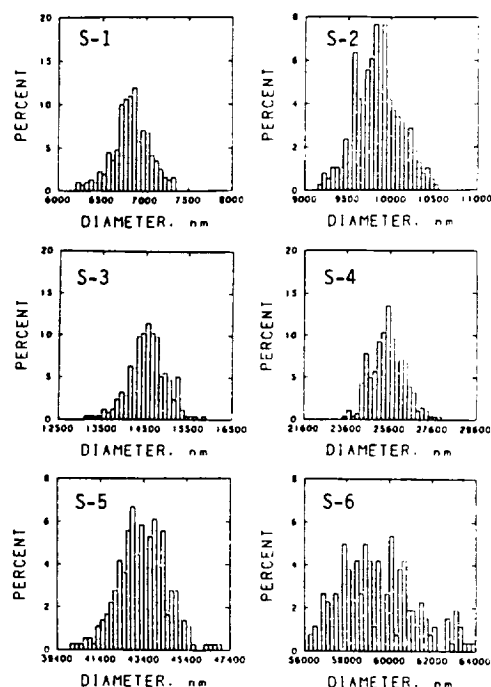 S-1
PERCENT
20
15
10
5
0
6000 6500 7000 7500 8000
DIAMETER. nm
S-2
PERCENT
8
6
4
2
0
9000 9500 10000 10500 11000
DIAMETER. nm
S-3
PERCENT
20
15
10
5
0
12500 13500 14500 15500 16500
DIAMETER. nm
S-4
PERCENT
20
15
10
5
0
21600 23600 25600 27600 29600
DIAMETER. nm
S-5
PERCENT
8
6
4
2
0
39400 41400 43400 45400 47400
DIAMETER. nm
S-6
PERCENT
8
6
4
2
0
56000 58000 60000 62000 64000
DIAMETER. nm